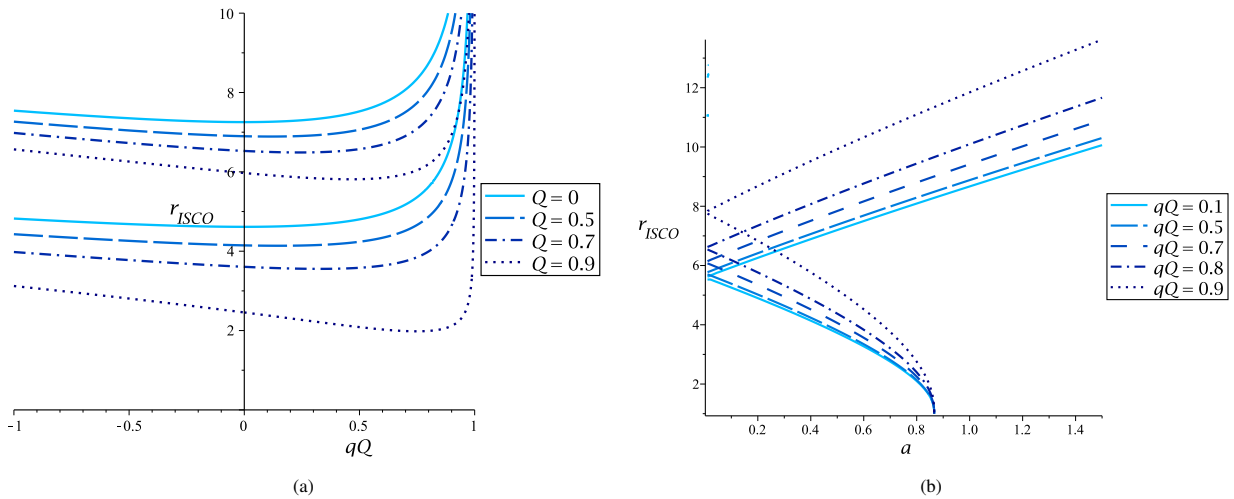 10
8
6
r_ISCO
4
2
-1
-0.5
0
0.5
1
qQ
Q = 0
Q = 0.5
Q = 0.7
Q = 0.9
(a)
12
10
8
r_ISCO
6
4
2
0.2
0.4
0.6
0.8
1.0
1.2
1.4
a
qQ = 0.1
qQ = 0.5
qQ = 0.7
qQ = 0.8
qQ = 0.9
(b)